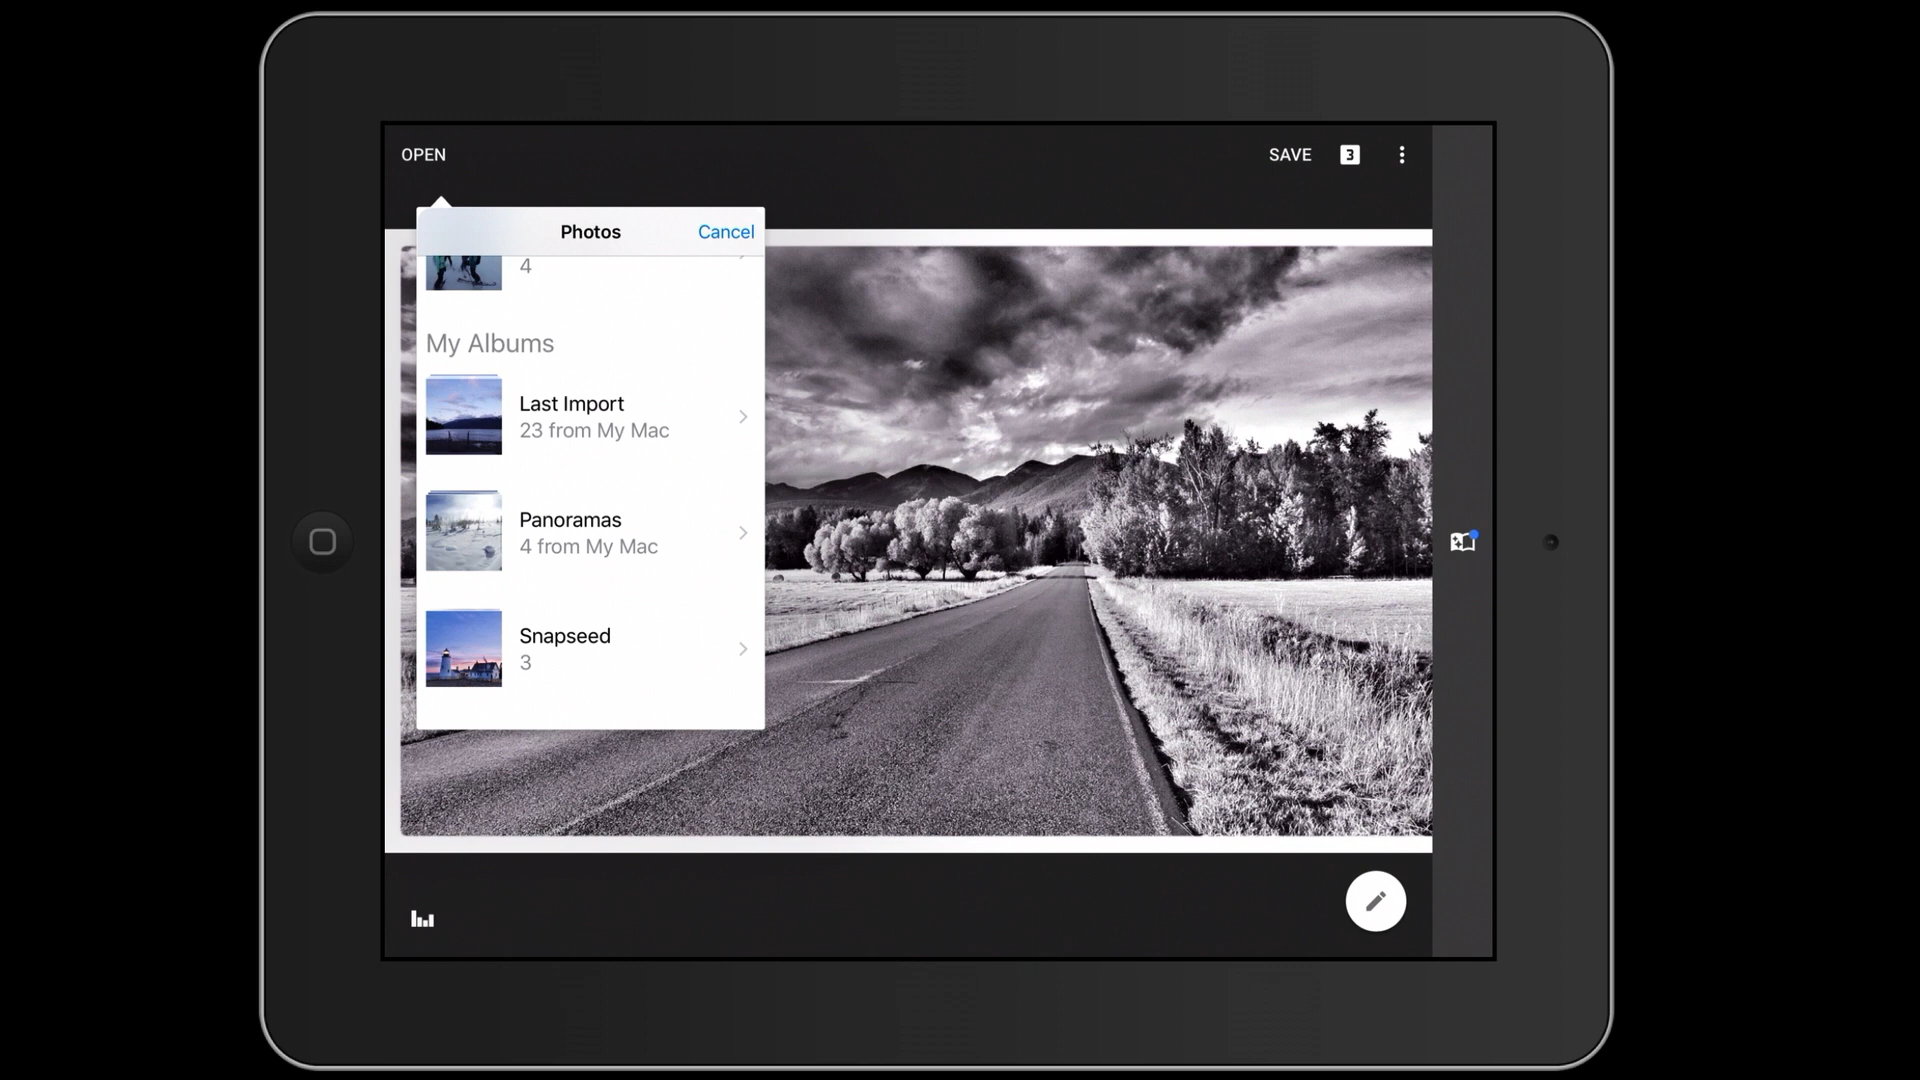 OPEN
SAVE
3
Photos
Cancel
4
My Albums
Last Import
23 from My Mac
Panoramas
4 from My Mac
Snapseed
3